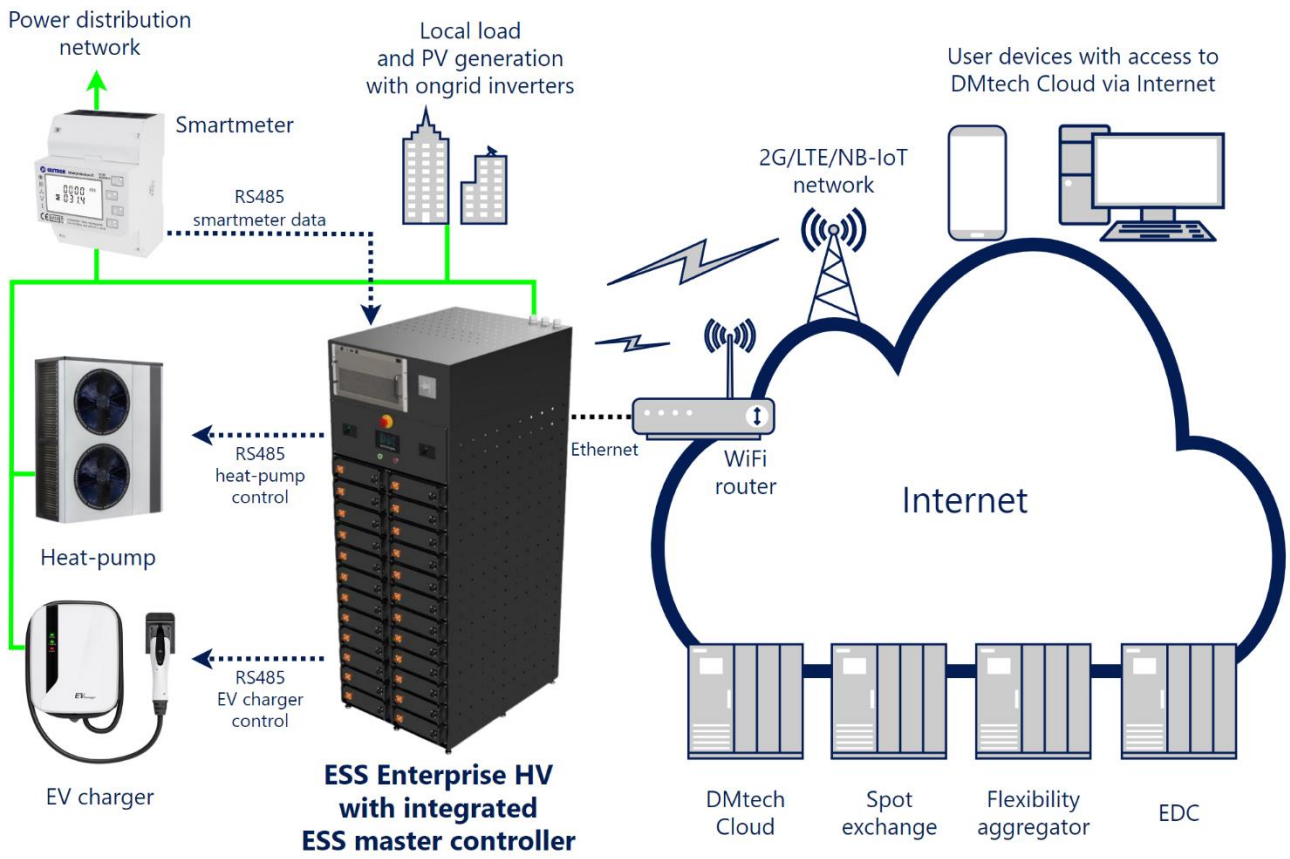 Power distribution
network
Local load
and PV generation
with ongrid inverters
User devices with access to
DMtech Cloud via Internet
Smartmeter
2G/LTE/NB-IoT
network
RS485
smartmeter data
0200
031.4
RS485
heat-pump
control
Ethernet
WiFi
router
Internet
Heat-pump
RS485
EV charger
control
EV charger
ESS Enterprise HV
with integrated
ESS master controller
DMtech
Cloud
Spot
exchange
Flexibility
aggregator
EDC